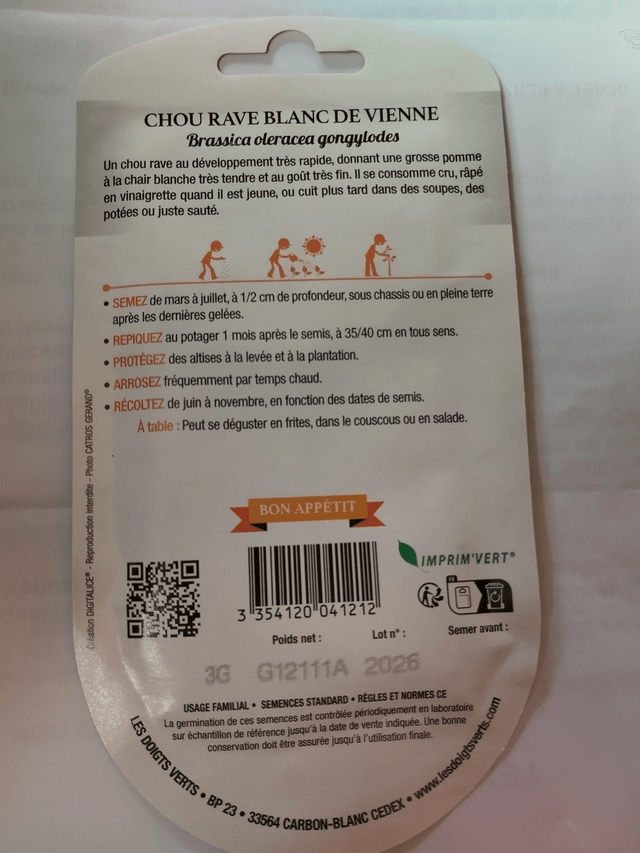 CHOU RAVE BLANC DE VIENNE
Brassica oleracea gongylodes
Un chou rave au développement très rapide, donnant une grosse pomme
à la chair blanche très tendre et au goût très fin. Il se consomme cru, râpé
en vinaigrette quand il est jeune, ou cuit plus tard dans des soupes, des
potées ou juste sauté.
• SEMEZ de mars à juillet, à 1/2 cm de profondeur, sous chassis ou en pleine terre
après les dernières gelées.
• REPIQUEZ au potager 1 mois après le semis, à 35/40 cm en tous sens.
• PROTÉGEZ des altises à la levée et à la plantation.
• ARROSEZ fréquemment par temps chaud.
• RÉCOLTEZ de juin à novembre, en fonction des dates de semis.
À table : Peut se déguster en frites, dans le couscous ou en salade.
Création DIGITALICE® - Reproduction interdite - Photo CATROS GERAND®
BON APPÉTIT
IMPRIM'VERT®
FR
3 354120 041212
Poids net :
Lot n° :
Semer avant :
3G G12111A 2026
USAGE FAMILIAL • SEMENCES STANDARD • RÈGLES ET NORMES CE
La germination de ces semences est contrôlée périodiquement en laboratoire
sur échantillon de référence jusqu'à la date de vente indiquée. Une bonne
conservation doit être assurée jusqu'à l'utilisation finale.
LES DOIGTS VERTS • BP 23 • 33564 CARBON-BLANC CEDEX • www.lesdoigtsverts.com